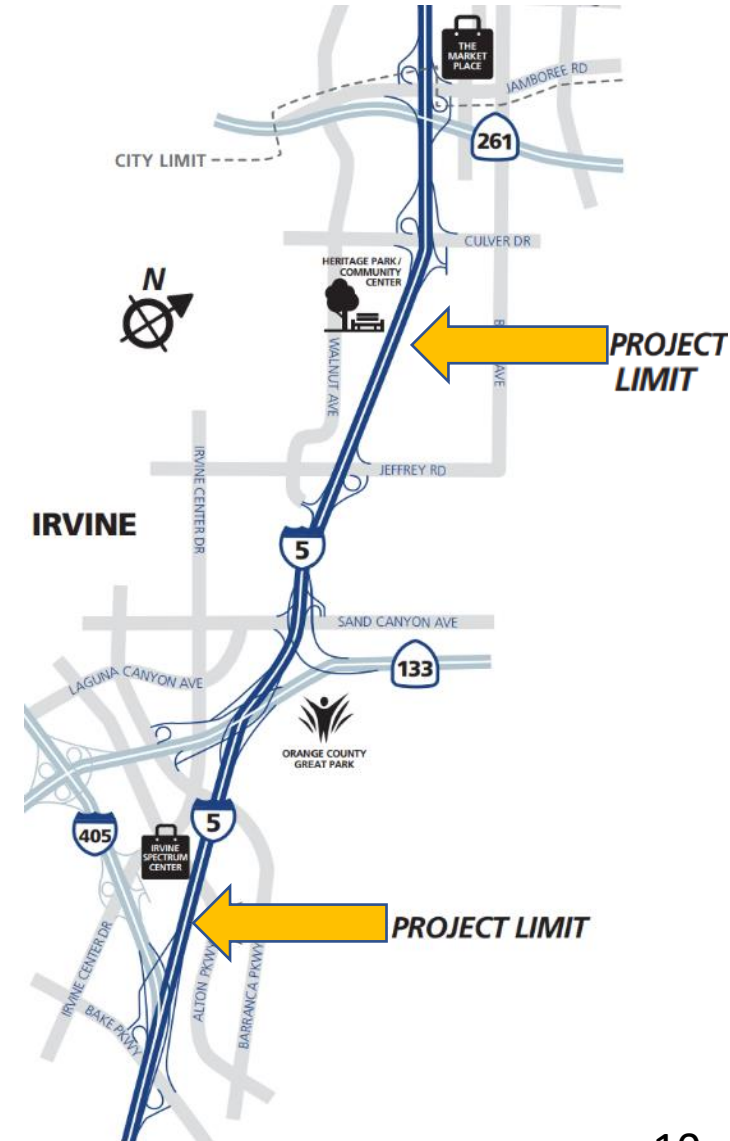 THE
MARKET
PLACE
JAMBOREE RD
261
CITY LIMIT
CULVER DR
HERITAGE PARK /
COMMUNITY
CENTER
N
PROJECT
LIMIT
AVE
WALNUT AVE
IRVINE CENTER DR
JEFFREY RD
IRVINE
5
SAND CANYON AVE
133
LAGUNA CANYON AVE
ORANGE COUNTY
GREAT PARK
405
5
IRVINE
SPECTRUM
CENTER
PROJECT LIMIT
IRVINE CENTER DR
ALTON PKWY
BARRANCA PKWY
BAKE PKWY